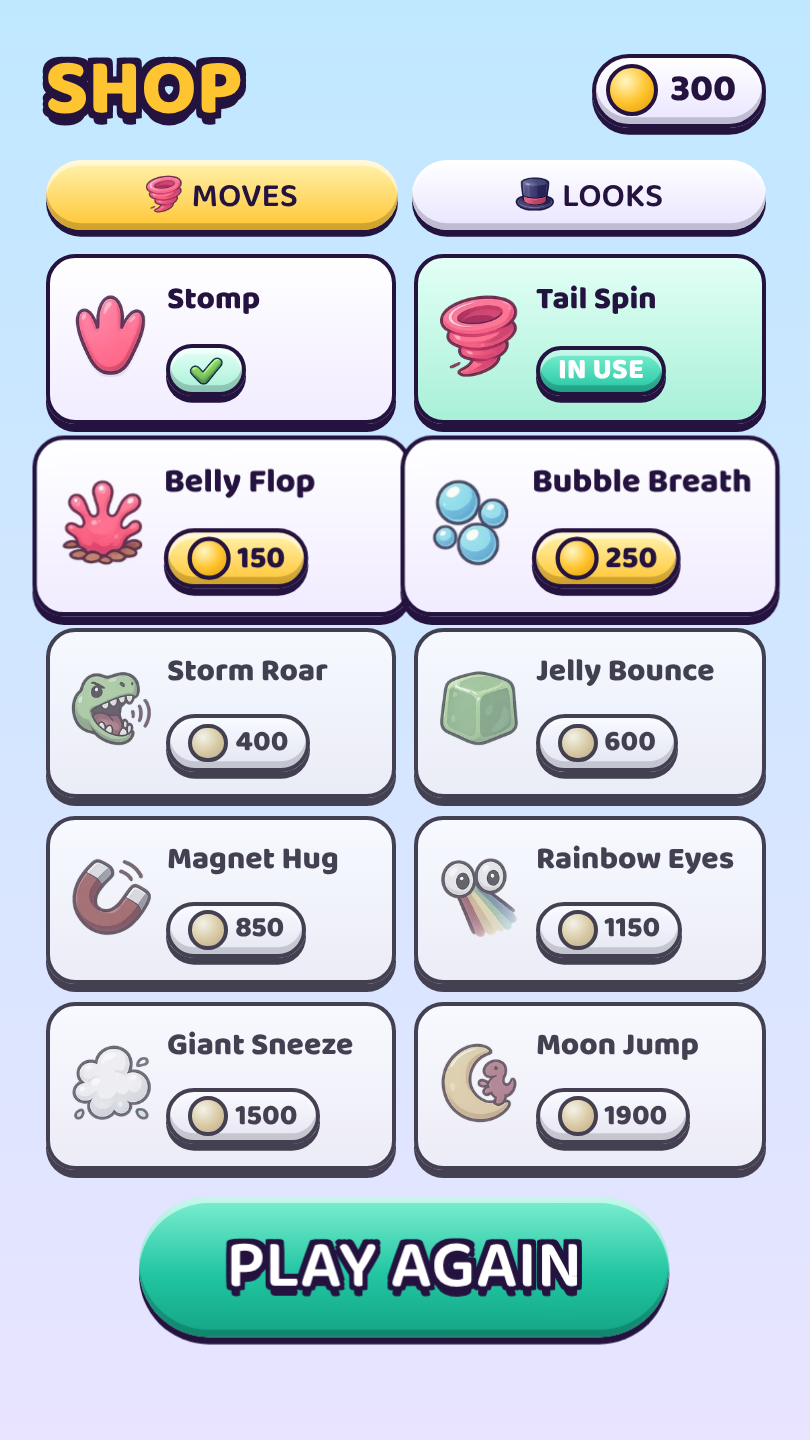 SHOP
300
MOVES
LOOKS
Stomp
Tail Spin
IN USE
Belly Flop
150
Bubble Breath
250
Storm Roar
400
Jelly Bounce
600
Magnet Hug
850
Rainbow Eyes
1150
Giant Sneeze
1500
Moon Jump
1900
PLAY AGAIN